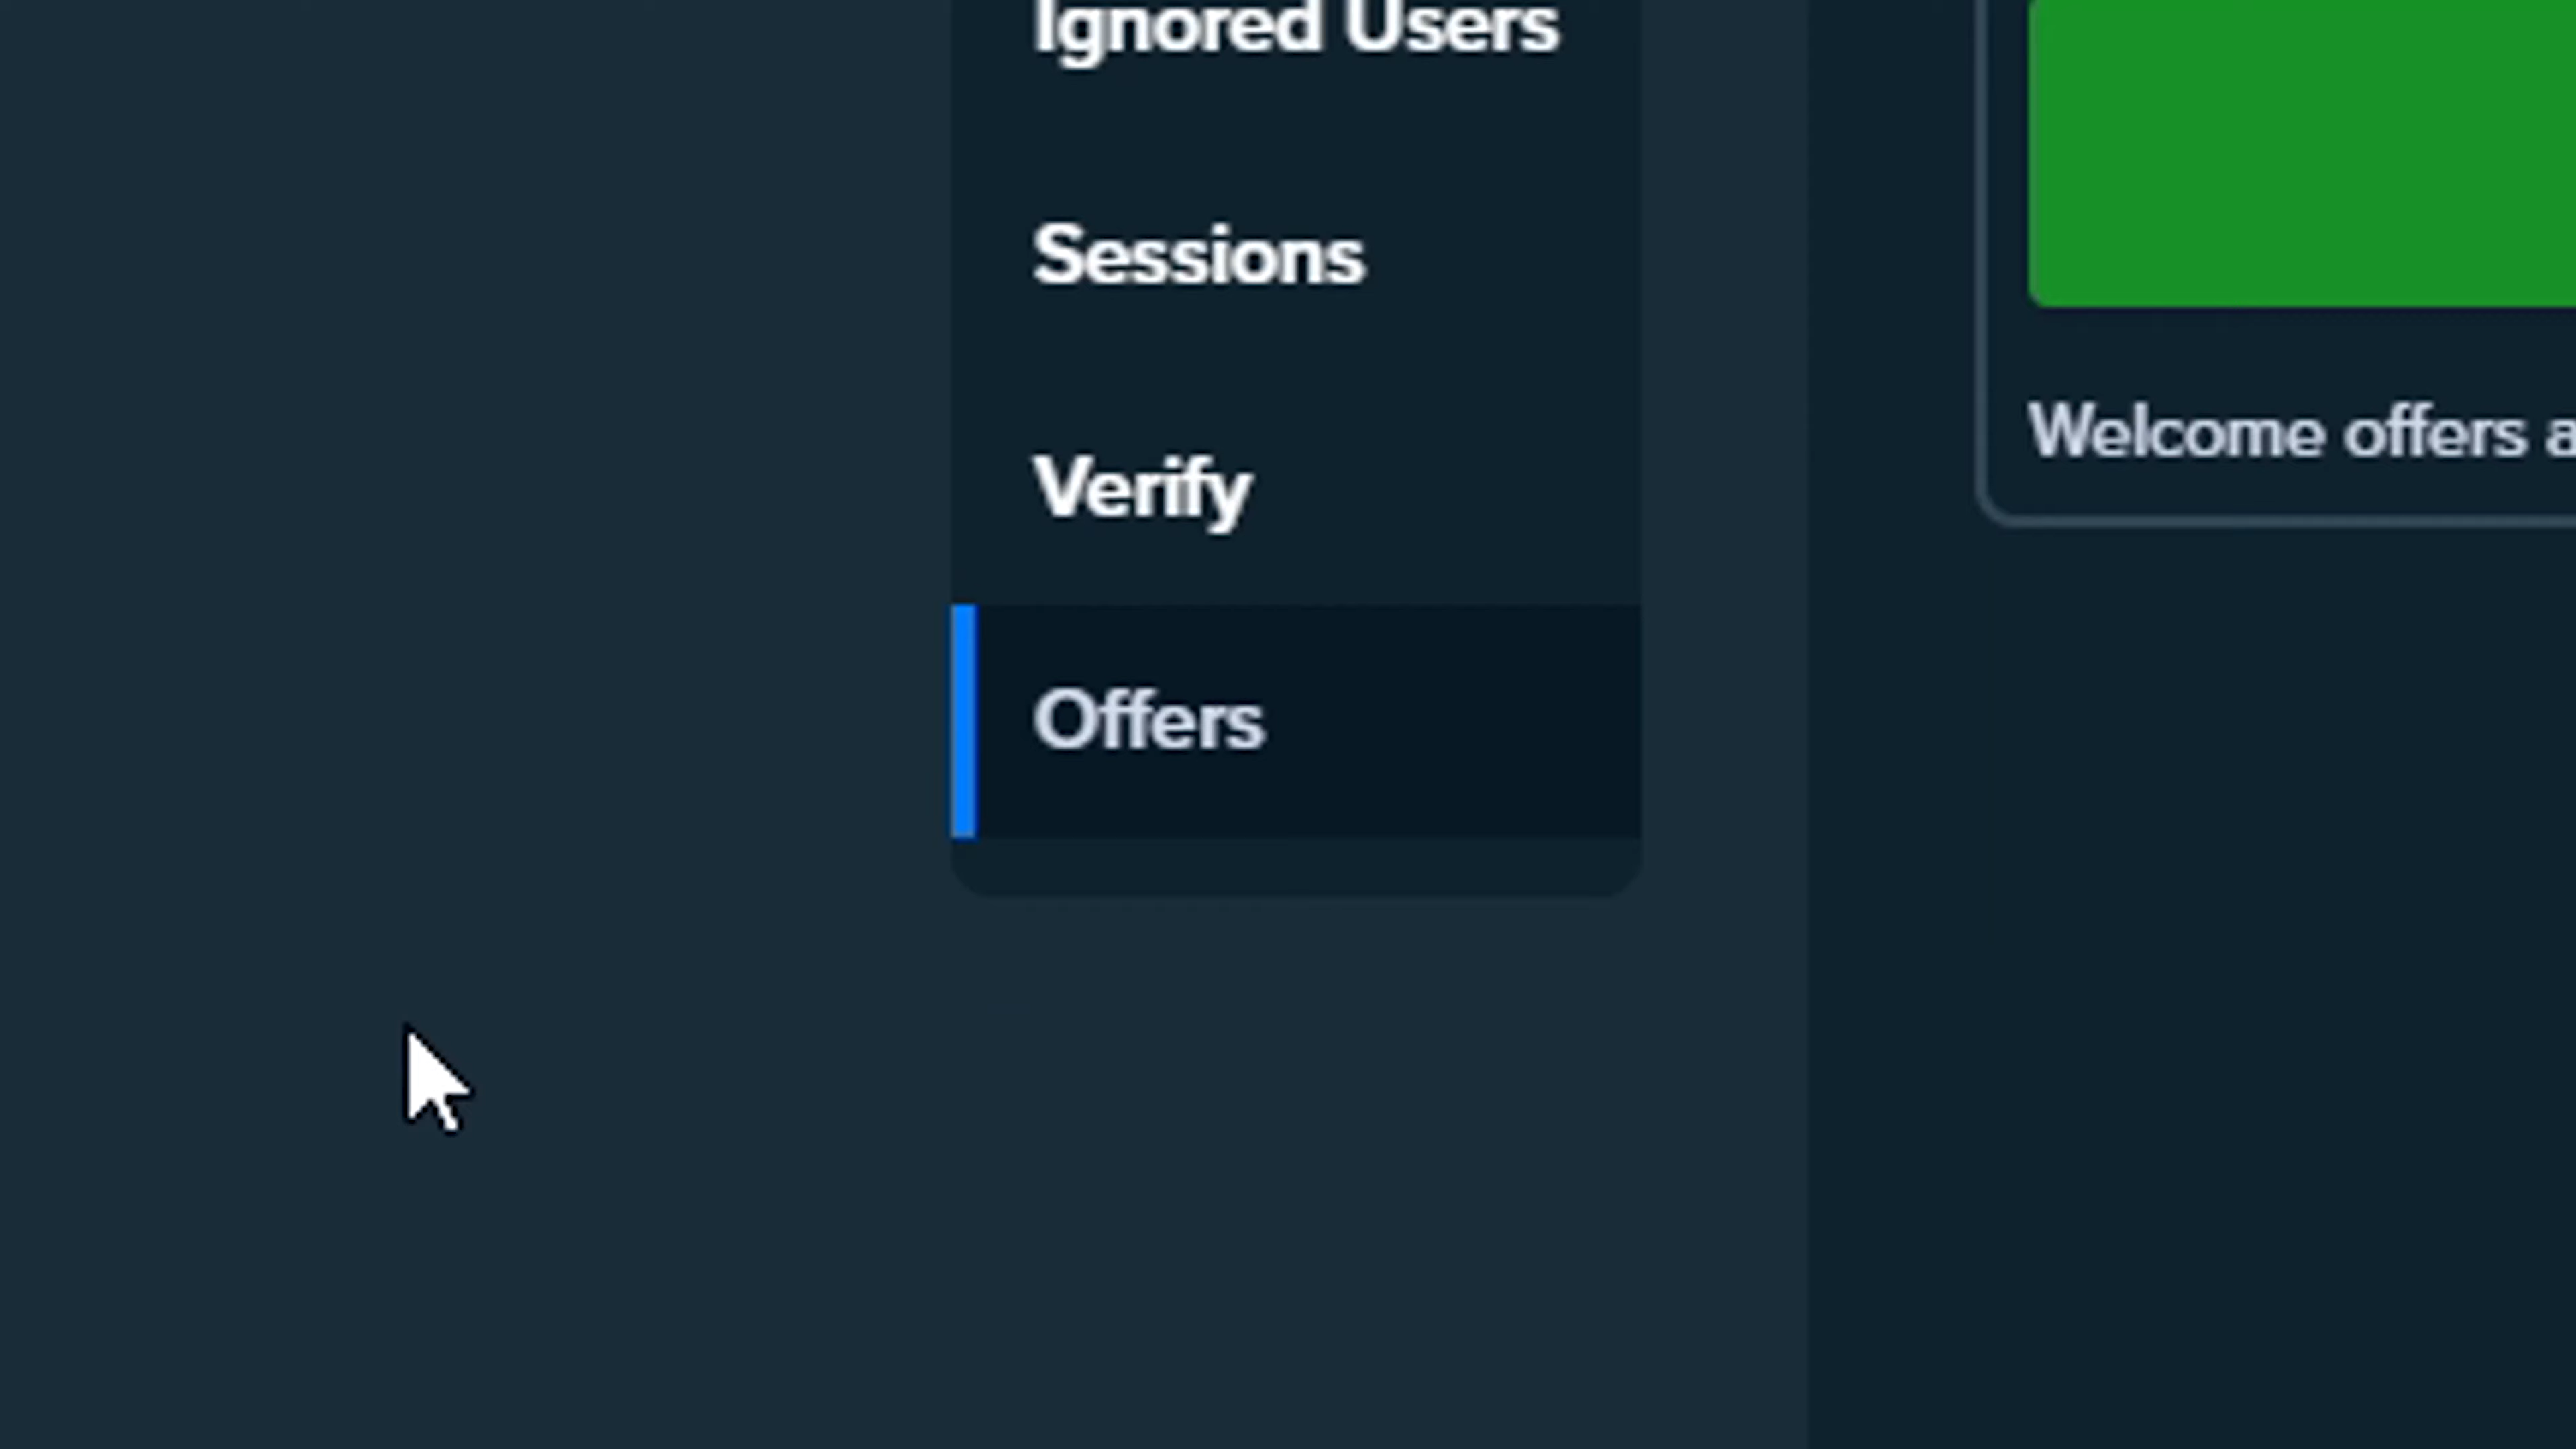 Ignored Users
Sessions
Verify
Offers
Welcome offers